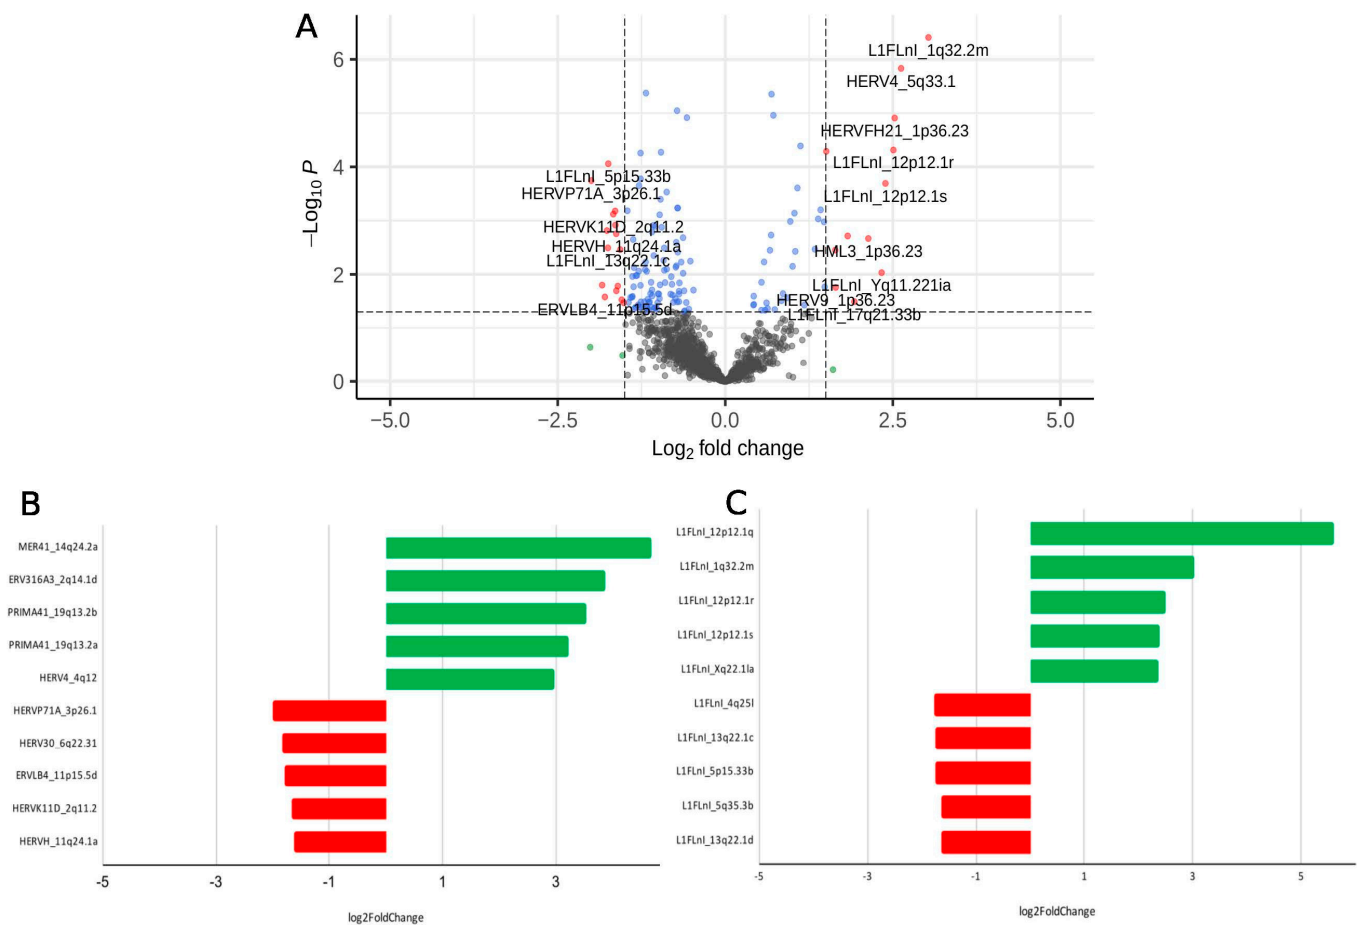 A
L1FLnI_1q32.2m
HERV4_5q33.1
HERVFH21_1p36.23
L1FLnI_12p12.1r
L1FLnI_12p12.1s
L1FLnI_5p15.33b
HERVP71A_3p26.1
HERVK11D_2q11.2
HERVH_11q24.1a
L1FLnI_13q22.1c
ERVLB4_11p15.5d
HML3_1p36.23
L1FLnI_Yq11.221ia
HERV9_1p36.23
L1FLnI_17q21.33b
6
4
2
0
−Log10 P
−5.0 −2.5 0.0 2.5 5.0
Log2 fold change
B
MER41_14q24.2a
ERV316A3_2q14.1d
PRIMA41_19q13.2b
PRIMA41_19q13.2a
HERV4_4q12
HERVP71A_3p26.1
HERV30_6q22.31
ERVLB4_11p15.5d
HERVK11D_2q11.2
HERVH_11q24.1a
-5 -3 -1 1 3
log2FoldChange
C
L1FLnI_12p12.1q
L1FLnI_1q32.2m
L1FLnI_12p12.1r
L1FLnI_12p12.1s
L1FLnI_Xq22.1la
L1FLnI_4q25l
L1FLnI_13q22.1c
L1FLnI_5p15.33b
L1FLnI_5q35.3b
L1FLnI_13q22.1d
-5 -3 -1 1 3 5
log2FoldChange